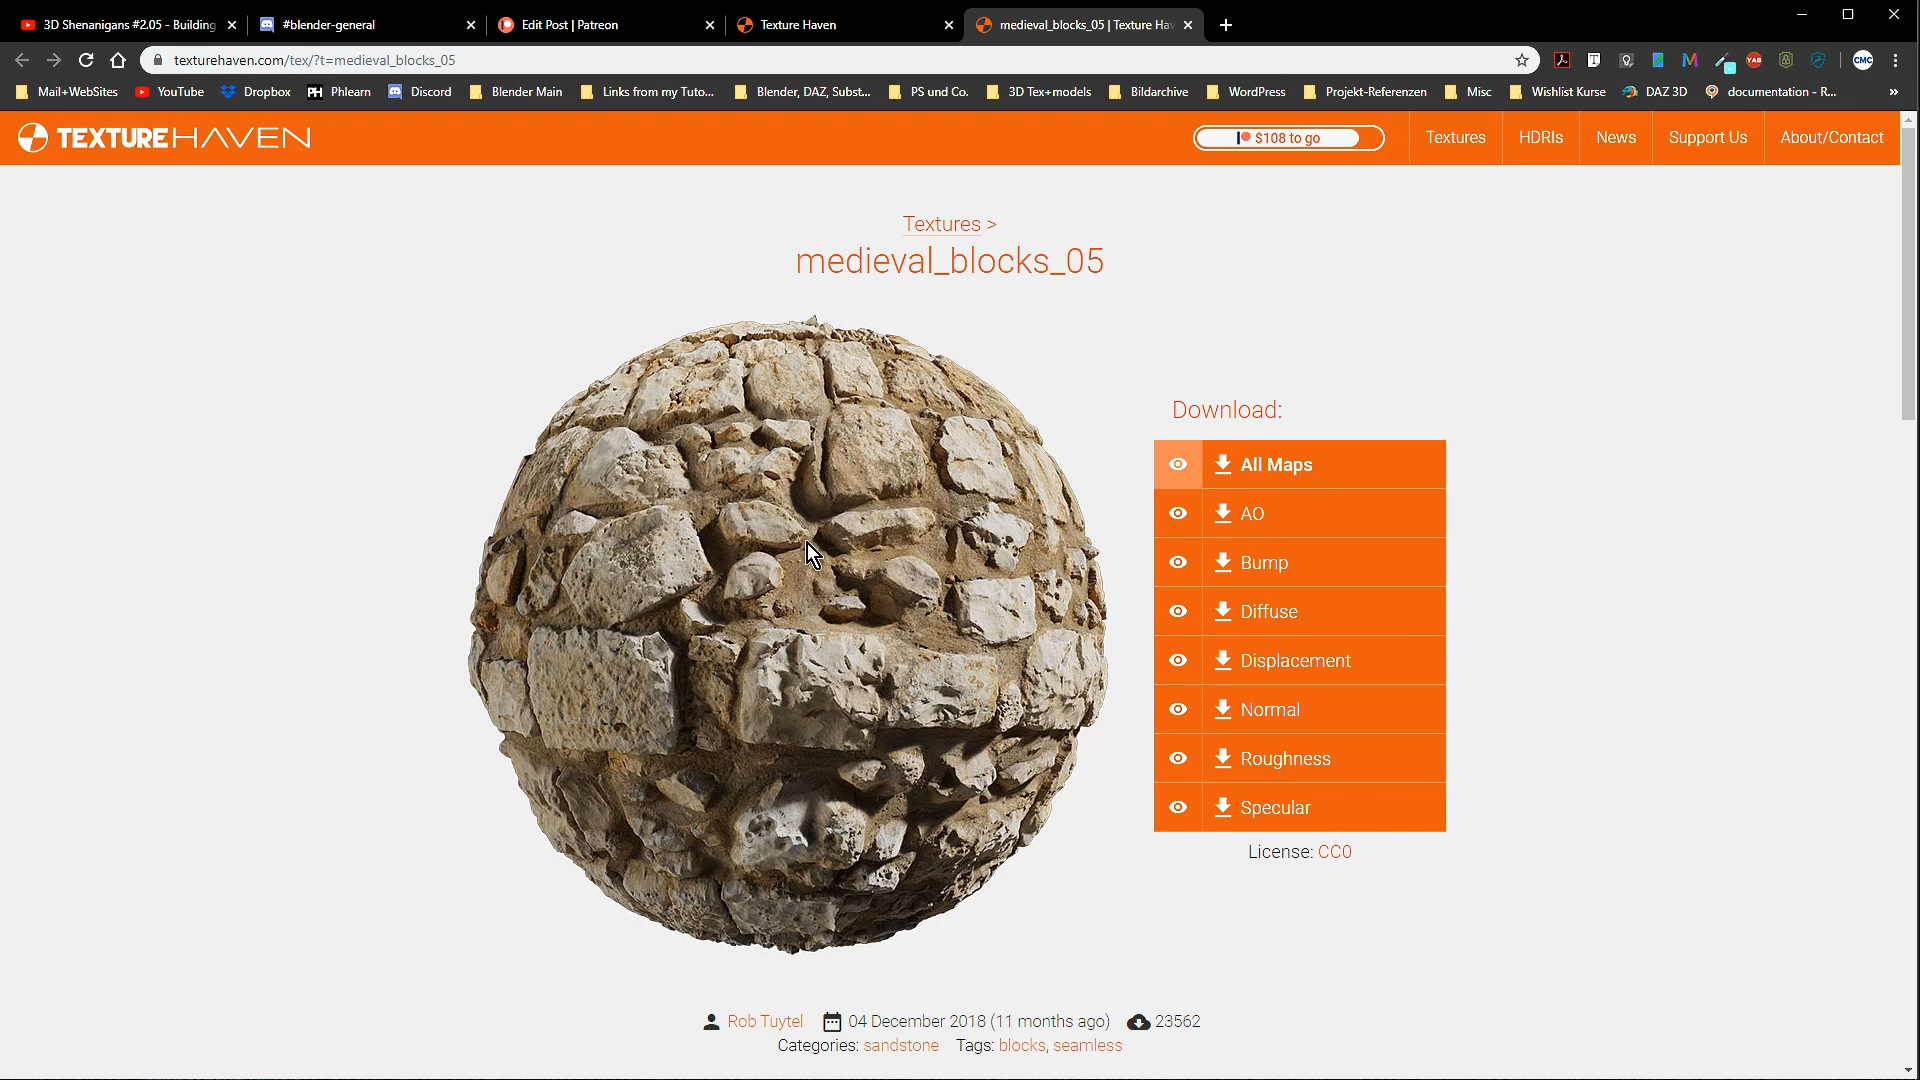 3D Shenanigans #2.05 - Building
#blender-general
Edit Post | Patreon
Texture Haven
medieval_blocks_05 | Texture Hav
texturehaven.com/tex/?t=medieval_blocks_05
YAB
CMC
Mail+WebSites
YouTube
Dropbox
PH Phlearn
Discord
Blender Main
Links from my Tuto...
Blender, DAZ, Subst...
PS und Co.
3D Tex+models
Bildarchive
WordPress
Projekt-Referenzen
Misc
Wishlist Kurse
DAZ 3D
documentation - R...
»
TEXTUREHAVEN
$108 to go
Textures
HDRIs
News
Support Us
About/Contact
Textures >
medieval_blocks_05
Download:
All Maps
AO
Bump
Diffuse
Displacement
Normal
Roughness
Specular
License: CC0
Rob Tuytel 04 December 2018 (11 months ago) 23562
Categories: sandstone Tags: blocks, seamless